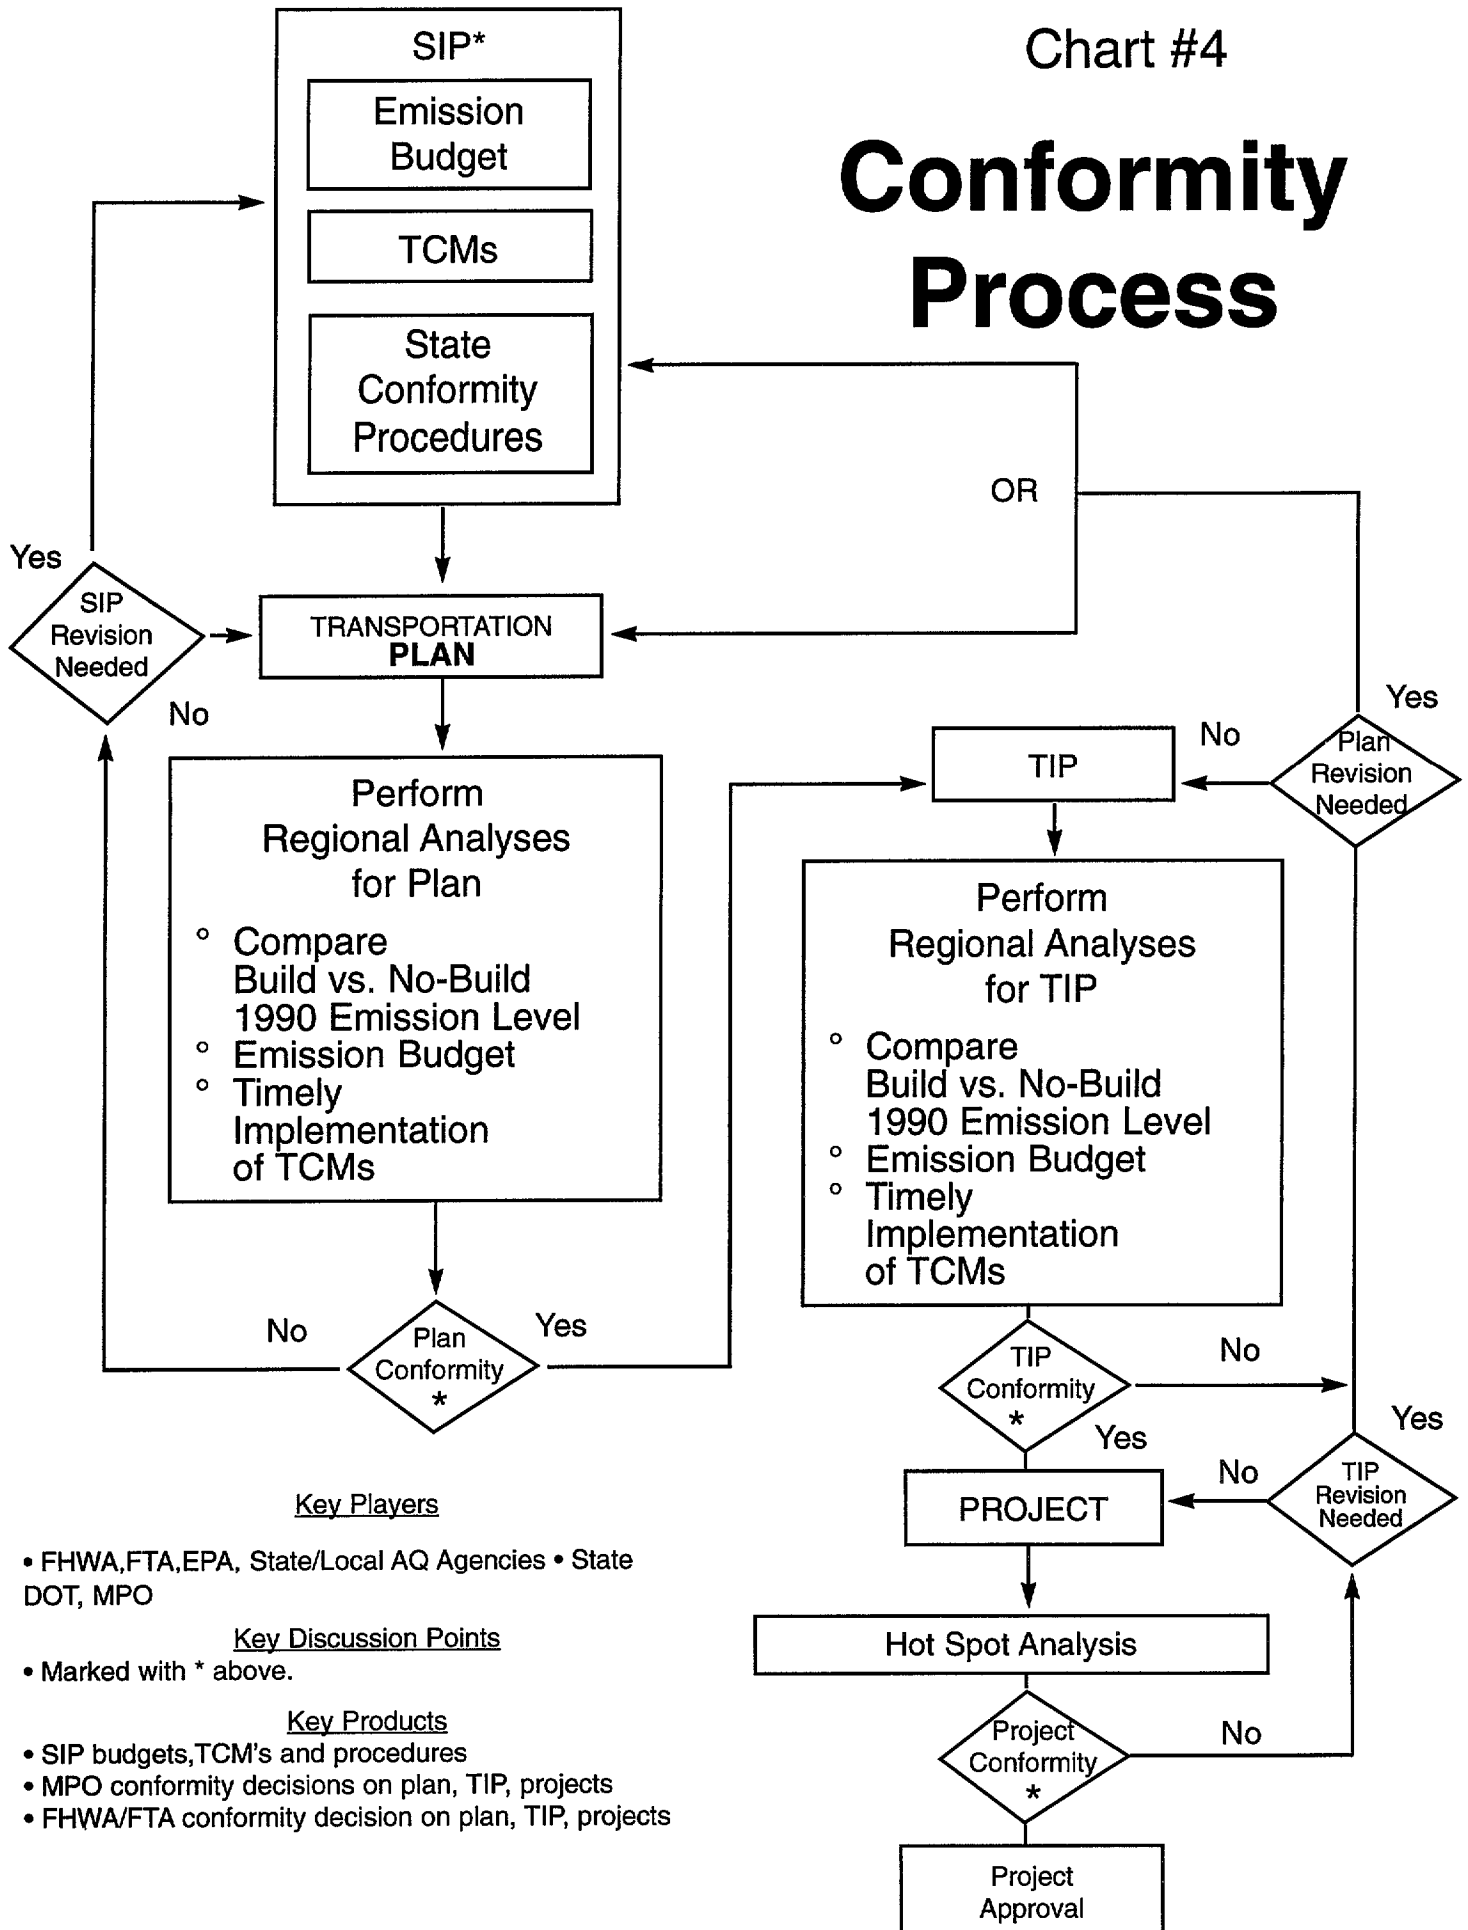 Chart #4
Conformity
Process
SIP*
Emission
Budget
TCMs
State
Conformity
Procedures
OR
Yes
SIP
Revision
Needed
No
TRANSPORTATION
PLAN
Perform
Regional Analyses
for Plan
° Compare
Build vs. No-Build
1990 Emission Level
° Emission Budget
° Timely
Implementation
of TCMs
No
Plan
Conformity
*
Yes
TIP
No
Yes
Plan
Revision
Needed
Perform
Regional Analyses
for TIP
° Compare
Build vs. No-Build
1990 Emission Level
° Emission Budget
° Timely
Implementation
of TCMs
TIP
Conformity
*
No
Yes
Yes
TIP
Revision
Needed
No
PROJECT
Hot Spot Analysis
Project
Conformity
*
No
Project
Approval
Key Players
• FHWA,FTA,EPA, State/Local AQ Agencies • State
DOT, MPO
Key Discussion Points
• Marked with * above.
Key Products
• SIP budgets,TCM's and procedures
• MPO conformity decisions on plan, TIP, projects
• FHWA/FTA conformity decision on plan, TIP, projects